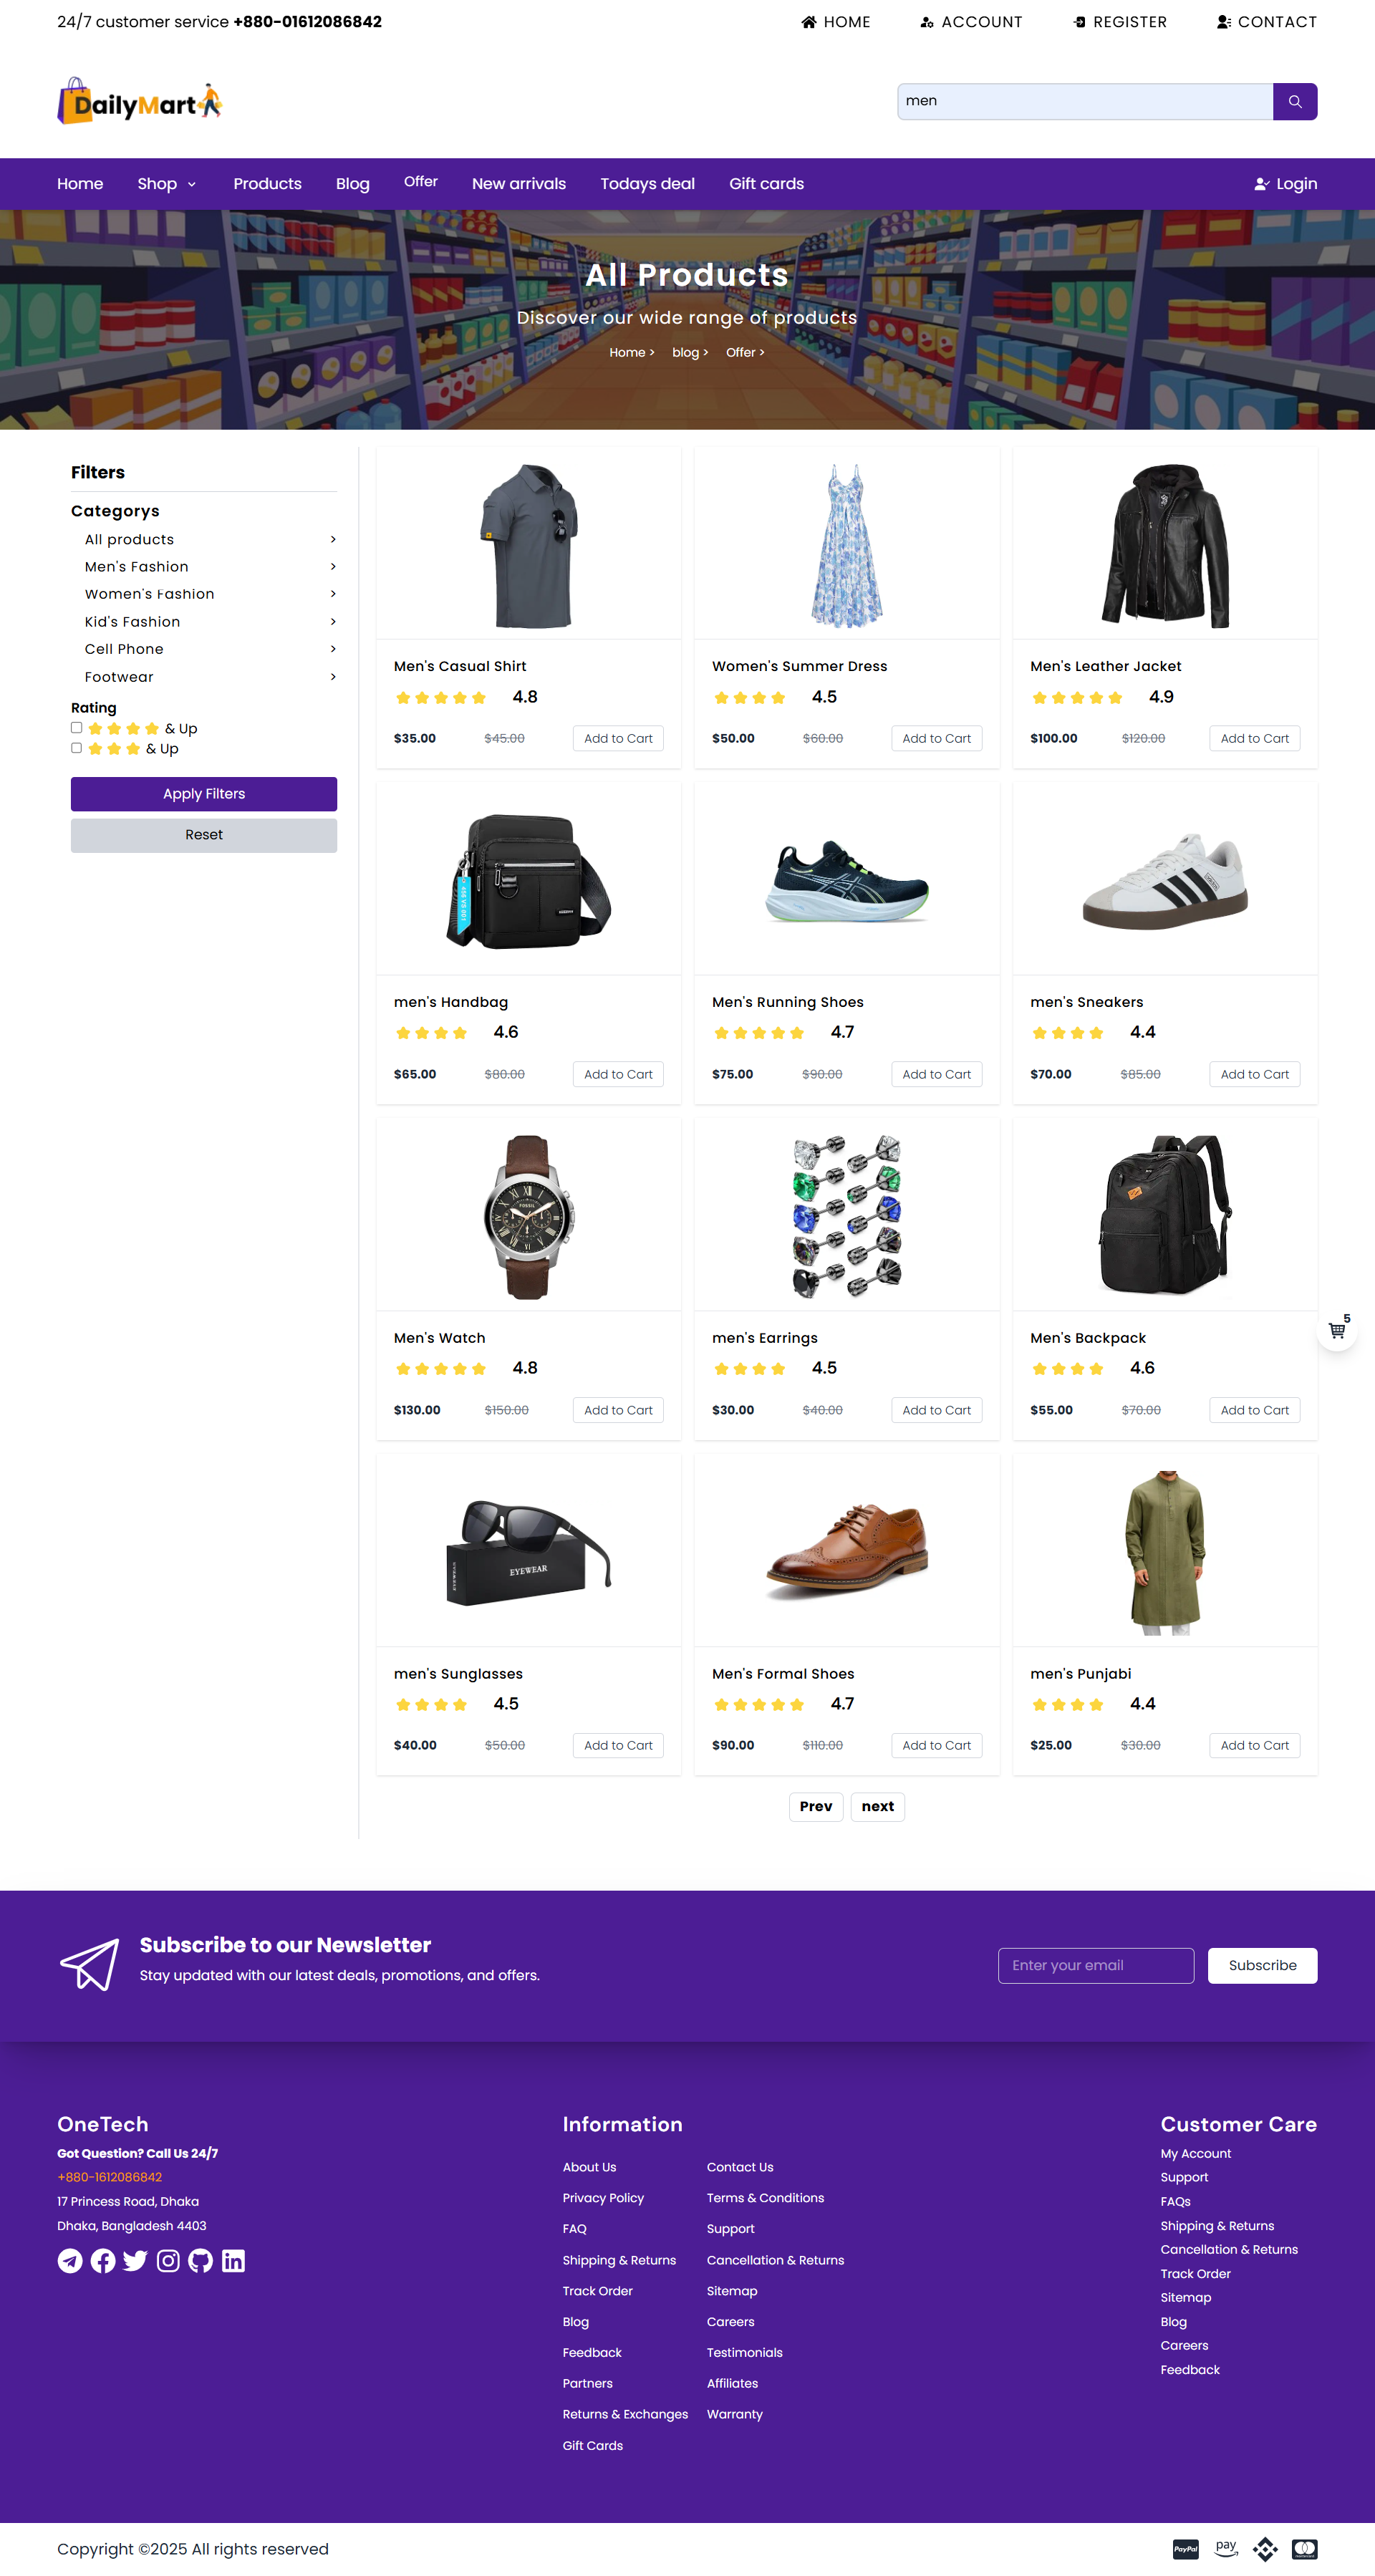 24/7 customer service +880-01612086842
HOME
ACCOUNT
REGISTER
CONTACT
DailyMart
men
Home
Shop
Products
Blog
Offer
New arrivals
Todays deal
Gift cards
Login
All Products
Discover our wide range of products
Home >
blog >
Offer >
Filters
Categorys
All products >
Men's Fashion >
Women's Fashion >
Kid's Fashion >
Cell Phone >
Footwear >
Rating
& Up
& Up
Apply Filters
Reset
Men's Casual Shirt
4.8
$35.00 $45.00 Add to Cart
Women's Summer Dress
4.5
$50.00 $60.00 Add to Cart
Men's Leather Jacket
4.9
$100.00 $120.00 Add to Cart
men's Handbag
4.6
$65.00 $80.00 Add to Cart
Men's Running Shoes
4.7
$75.00 $90.00 Add to Cart
men's Sneakers
4.4
$70.00 $85.00 Add to Cart
FOSSIL
Men's Watch
4.8
$130.00 $150.00 Add to Cart
men's Earrings
4.5
$30.00 $40.00 Add to Cart
Men's Backpack
4.6
$55.00 $70.00 Add to Cart
5
EYEWEAR
men's Sunglasses
4.5
$40.00 $50.00 Add to Cart
Men's Formal Shoes
4.7
$90.00 $110.00 Add to Cart
men's Punjabi
4.4
$25.00 $30.00 Add to Cart
Prev
next
Subscribe to our Newsletter
Stay updated with our latest deals, promotions, and offers.
Enter your email
Subscribe
OneTech
Got Question? Call Us 24/7
+880-1612086842
17 Princess Road, Dhaka
Dhaka, Bangladesh 4403
Information
About Us
Privacy Policy
FAQ
Shipping & Returns
Track Order
Blog
Feedback
Partners
Returns & Exchanges
Gift Cards
Contact Us
Terms & Conditions
Support
Cancellation & Returns
Sitemap
Careers
Testimonials
Affiliates
Warranty
Customer Care
My Account
Support
FAQs
Shipping & Returns
Cancellation & Returns
Track Order
Sitemap
Blog
Careers
Feedback
Copyright ©2025 All rights reserved
PayPal
pay